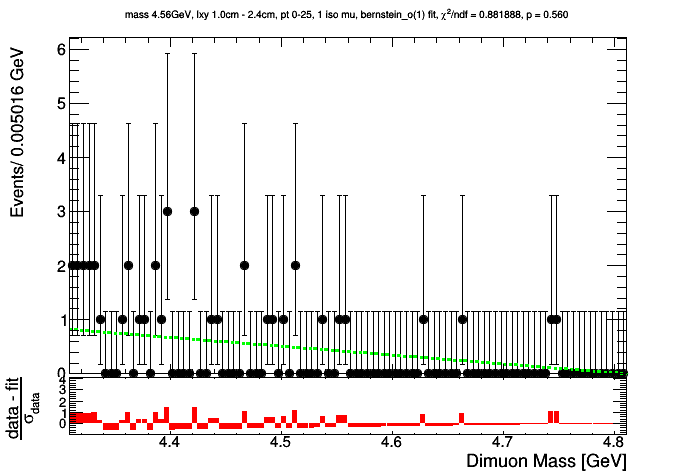 mass 4.56GeV, lxy 1.0cm - 2.4cm, pt 0-25, 1 iso mu, bernstein_o(1) fit, χ²/ndf = 0.881888, p = 0.560
Events/ 0.005016 GeV
6
5
4
3
2
1
0
data - fit
σdata
4
3
2
1
0
4.4 4.5 4.6 4.7 4.8
Dimuon Mass [GeV]